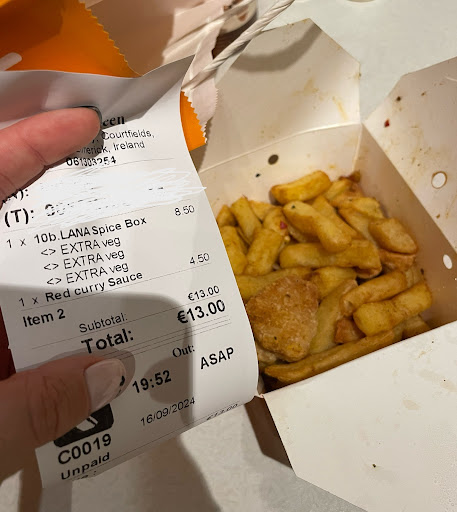 Courtfields,
Ireland
(T):
1 x 10b.LANA Spice Box 8.50
<> EXTRA veg
<> EXTRA veg
<> EXTRA veg
1 x Red curry Sauce 4.50
Item 2
Subtotal: €13.00
Total: €13.00
Out:
19:52 ASAP
16/09/2024
C0019
Unpaid €13.00